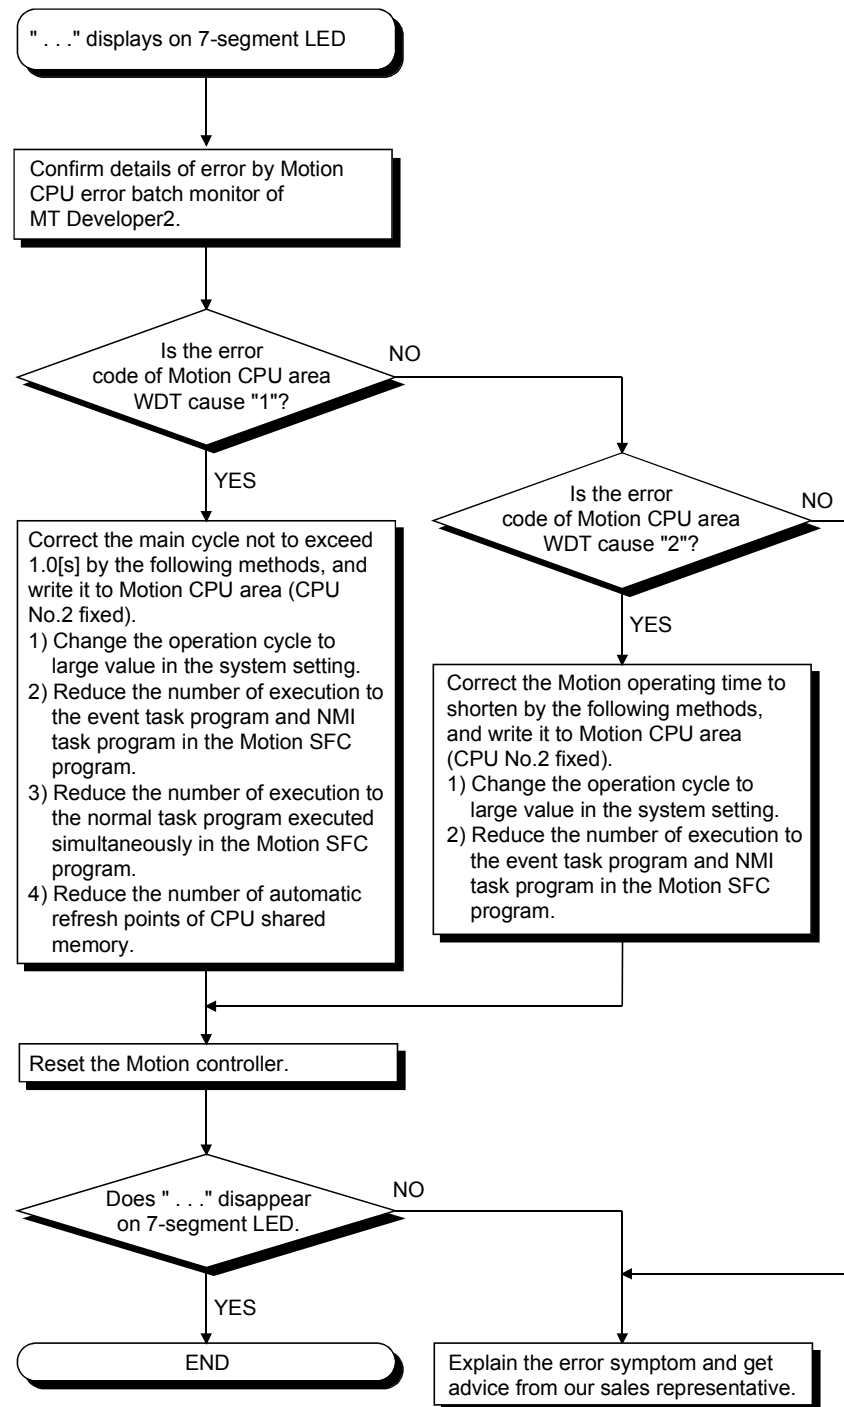 " . . ." displays on 7-segment LED
Confirm details of error by Motion
CPU error batch monitor of
MT Developer2.
Is the error
code of Motion CPU area
WDT cause "1"?
NO
YES
Is the error
code of Motion CPU area
WDT cause "2"?
NO
YES
Correct the main cycle not to exceed
1.0[s] by the following methods, and
write it to Motion CPU area (CPU
No.2 fixed).
1) Change the operation cycle to
large value in the system setting.
2) Reduce the number of execution to
the event task program and NMI
task program in the Motion SFC
program.
3) Reduce the number of execution to
the normal task program executed
simultaneously in the Motion SFC
program.
4) Reduce the number of automatic
refresh points of CPU shared
memory.
Correct the Motion operating time to
shorten by the following methods,
and write it to Motion CPU area
(CPU No.2 fixed).
1) Change the operation cycle to
large value in the system setting.
2) Reduce the number of execution to
the event task program and NMI
task program in the Motion SFC
program.
Reset the Motion controller.
Does " . . ." disappear
on 7-segment LED.
NO
YES
END
Explain the error symptom and get
advice from our sales representative.